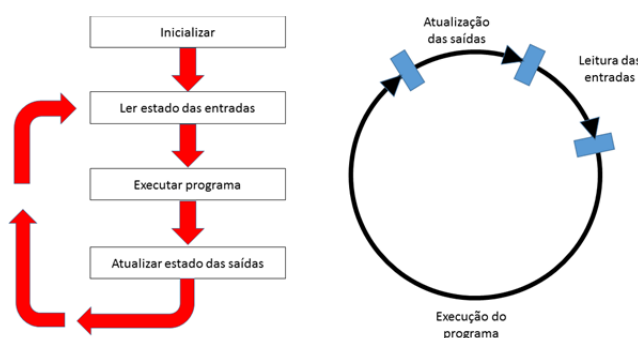 Inicializar
Ler estado das entradas
Executar programa
Atualizar estado das saídas
Atualização
das saídas
Leitura das
entradas
Execução do
programa